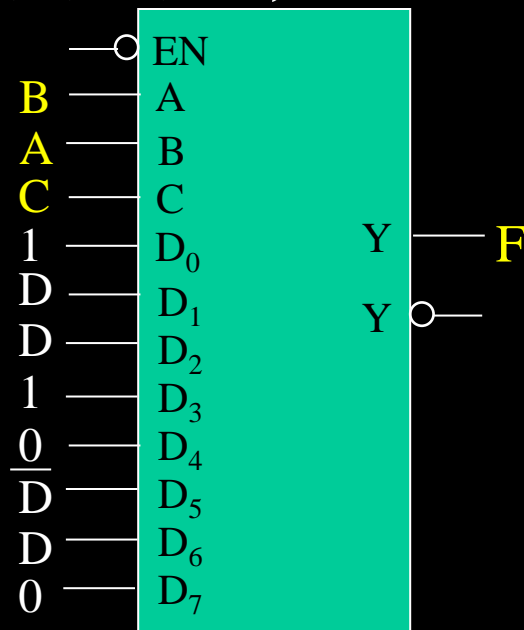 EN
B A
A B
C C
1 D₀ Y F
D D₁
D D₂ Y
1 D₃
0 D₄
D̅ D₅
D D₆
0 D₇